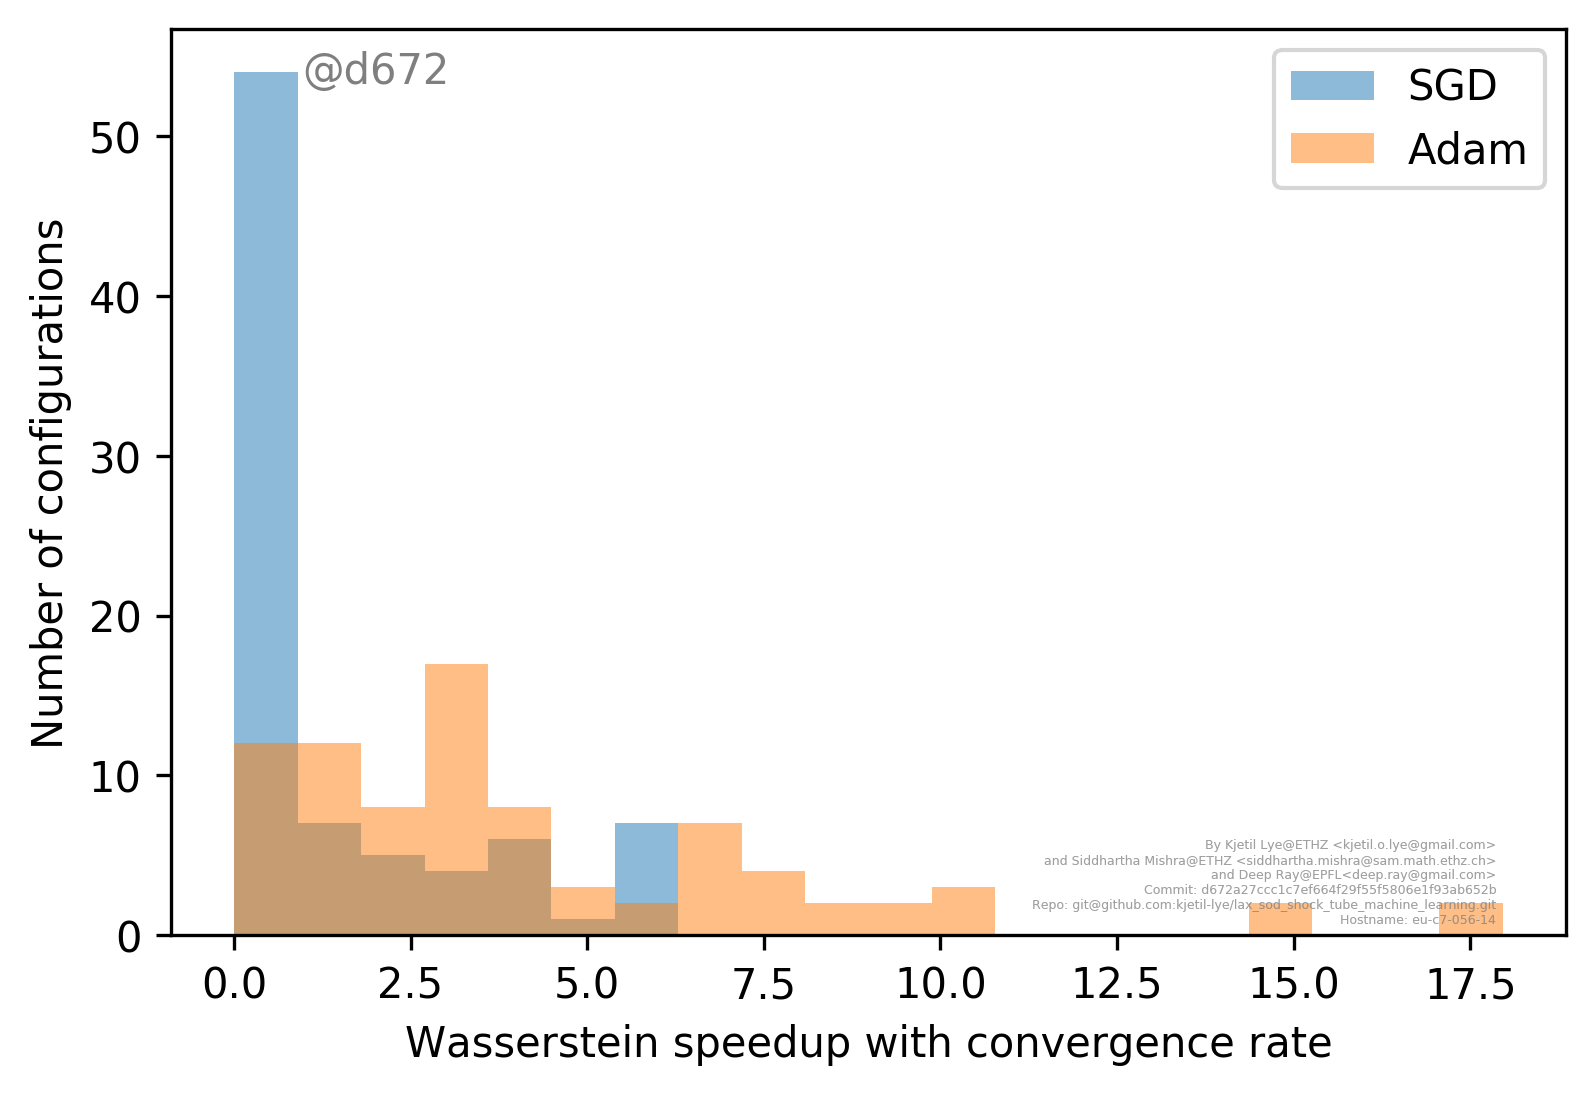 @d672
SGD
Adam
50
40
30
20
10
0
Number of configurations
By Kjetil Lye@ETHZ <kjetil.o.lye@gmail.com>
and Siddhartha Mishra@ETHZ <siddhartha.mishra@sam.math.ethz.ch>
and Deep Ray@EPFL<deep.ray@gmail.com>
Commit: d672a27ccc1c7ef664f29f55f5806e1f93ab652b
Repo: git@github.com:kjetil-lye/lax_sod_shock_tube_machine_learning.git
Hostname: eu-c7-056-14
0.0 2.5 5.0 7.5 10.0 12.5 15.0 17.5
Wasserstein speedup with convergence rate